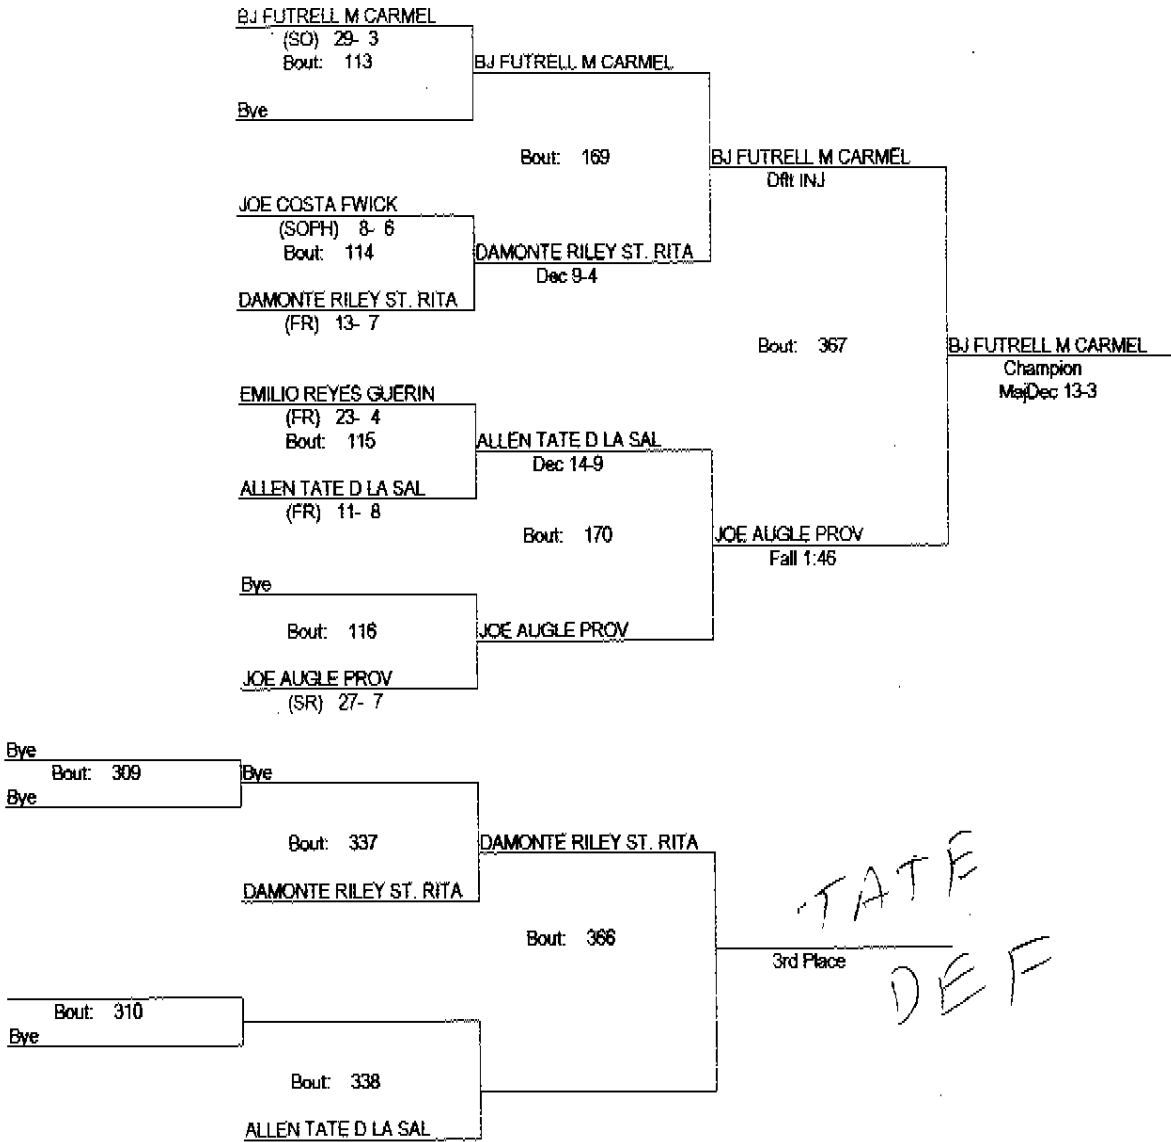 BJ FUTRELL M CARMEL
(SO) 29- 3
Bout: 113
BJ FUTRELL M CARMEL
Bye
Bout: 169
BJ FUTRELL M CARMEL
Dflt INJ
JOE COSTA FWICK
(SOPH) 8- 6
Bout: 114
DAMONTE RILEY ST. RITA
Dec 9-4
DAMONTE RILEY ST. RITA
(FR) 13- 7
Bout: 367
BJ FUTRELL M CARMEL
Champion
MajDec 13-3
EMILIO REYES GUERIN
(FR) 23- 4
Bout: 115
ALLEN TATE D LA SAL
Dec 14-9
ALLEN TATE D LA SAL
(FR) 11- 8
Bout: 170
JOE AUGLE PROV
Fall 1:46
Bye
Bout: 116
JOE AUGLE PROV
JOE AUGLE PROV
(SR) 27- 7
Bye
Bout: 309
Bye
Bye
Bout: 337
DAMONTE RILEY ST. RITA
DAMONTE RILEY ST. RITA
Bout: 366
TATE
3rd Place
DEF
Bout: 310
Bye
Bout: 338
ALLEN TATE D LA SAL